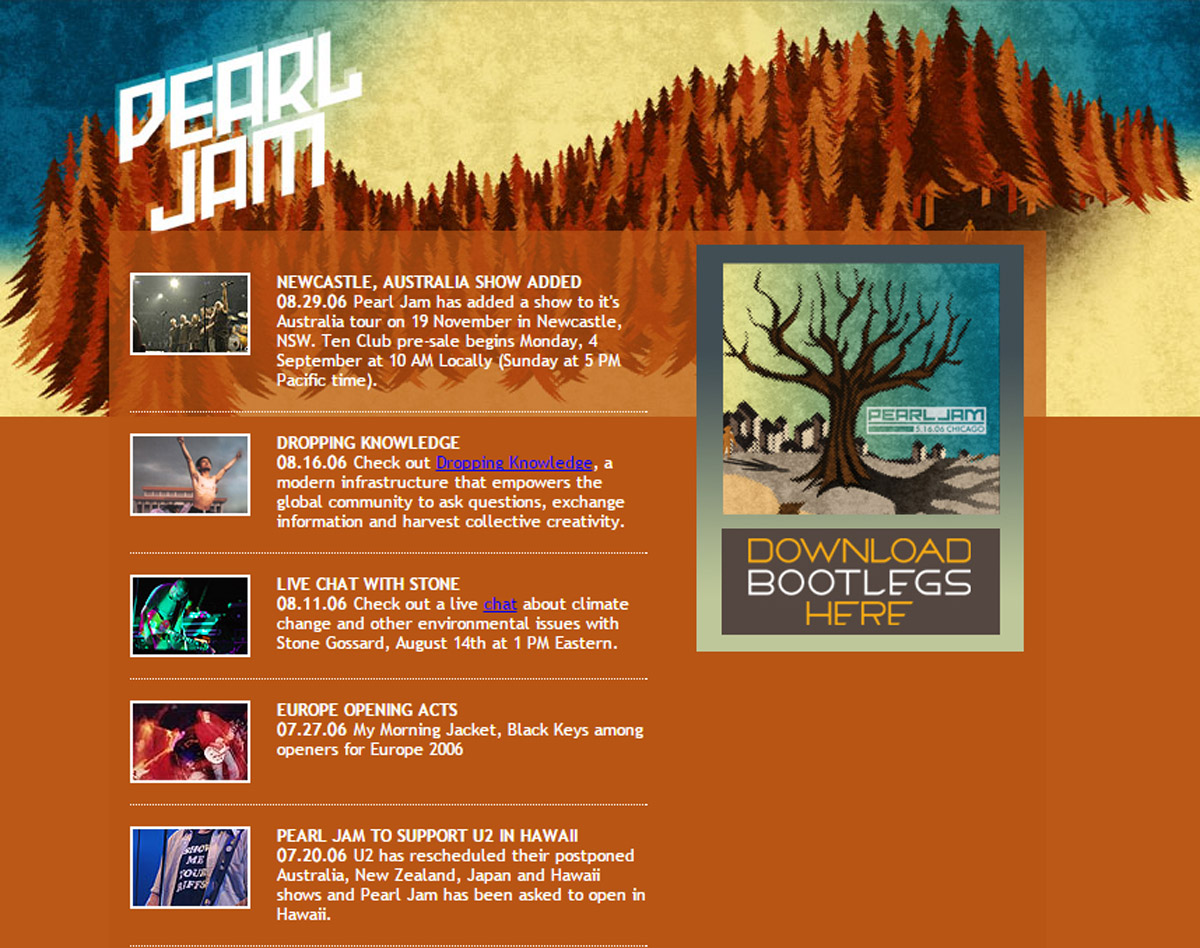 PEARL
JAM
NEWCASTLE, AUSTRALIA SHOW ADDED
08.29.06 Pearl Jam has added a show to it's
Australia tour on 19 November in Newcastle,
NSW. Ten Club pre-sale begins Monday, 4
September at 10 AM Locally (Sunday at 5 PM
Pacific time).
DROPPING KNOWLEDGE
08.16.06 Check out Dropping Knowledge, a
modern infrastructure that empowers the
global community to ask questions, exchange
information and harvest collective creativity.
LIVE CHAT WITH STONE
08.11.06 Check out a live chat about climate
change and other environmental issues with
Stone Gossard, August 14th at 1 PM Eastern.
EUROPE OPENING ACTS
07.27.06 My Morning Jacket, Black Keys among
openers for Europe 2006
SHOW
ME
YOUR
RIFFS
PEARL JAM TO SUPPORT U2 IN HAWAII
07.20.06 U2 has rescheduled their postponed
Australia, New Zealand, Japan and Hawaii
shows and Pearl Jam has been asked to open in
Hawaii.
PEARL JAM
5.16.06 CHICAGO
DOWNLOAD
BOOTLEGS
HERE